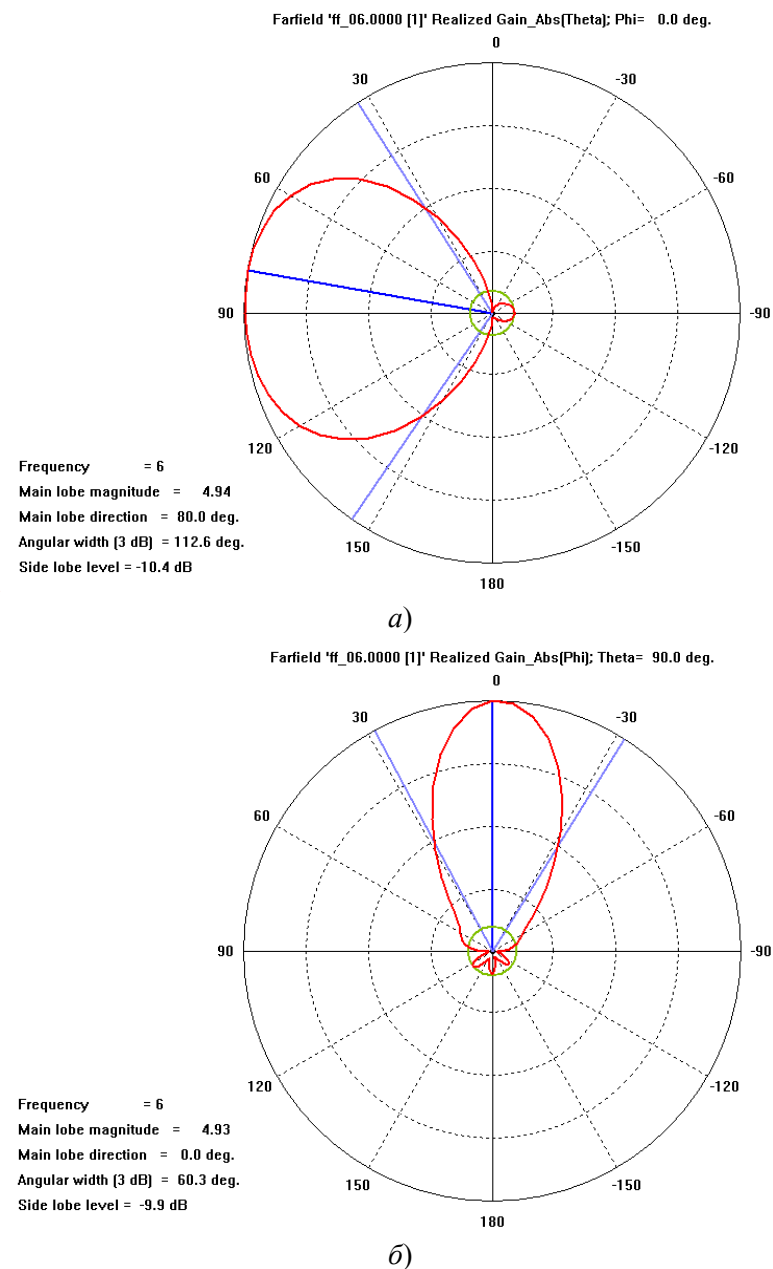 Farfield 'ff_06.0000 [1]' Realized Gain_Abs(Theta); Phi= 0.0 deg.
0
30
-30
60
-60
90
-90
120
-120
150
-150
180
Frequency = 6
Main lobe magnitude = 4.94
Main lobe direction = 80.0 deg.
Angular width (3 dB) = 112.6 deg.
Side lobe level = -10.4 dB
а)
Farfield 'ff_06.0000 [1]' Realized Gain_Abs(Phi); Theta= 90.0 deg.
0
30
-30
60
-60
90
-90
120
-120
150
-150
180
Frequency = 6
Main lobe magnitude = 4.93
Main lobe direction = 0.0 deg.
Angular width (3 dB) = 60.3 deg.
Side lobe level = -9.9 dB
б)